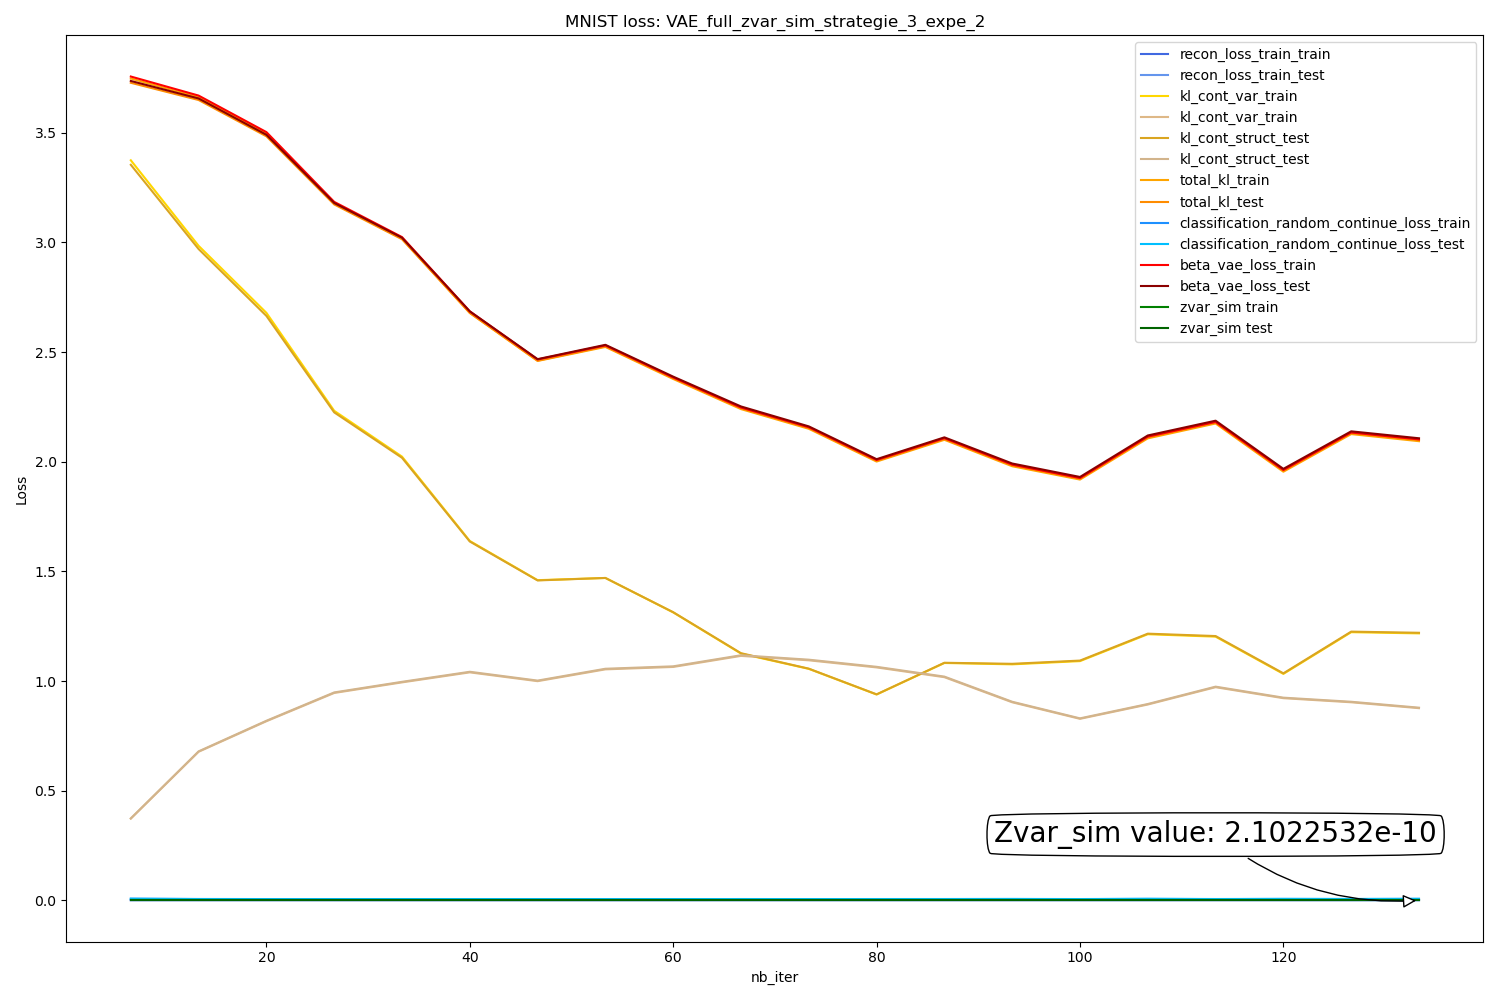 MNIST loss: VAE_full_zvar_sim_strategie_3_expe_2
recon_loss_train_train
recon_loss_train_test
kl_cont_var_train
kl_cont_var_train
kl_cont_struct_test
kl_cont_struct_test
total_kl_train
total_kl_test
classification_random_continue_loss_train
classification_random_continue_loss_test
beta_vae_loss_train
beta_vae_loss_test
zvar_sim train
zvar_sim test
Loss
3.5
3.0
2.5
2.0
1.5
1.0
0.5
0.0
Zvar_sim value: 2.1022532e-10
20 40 60 80 100 120
nb_iter